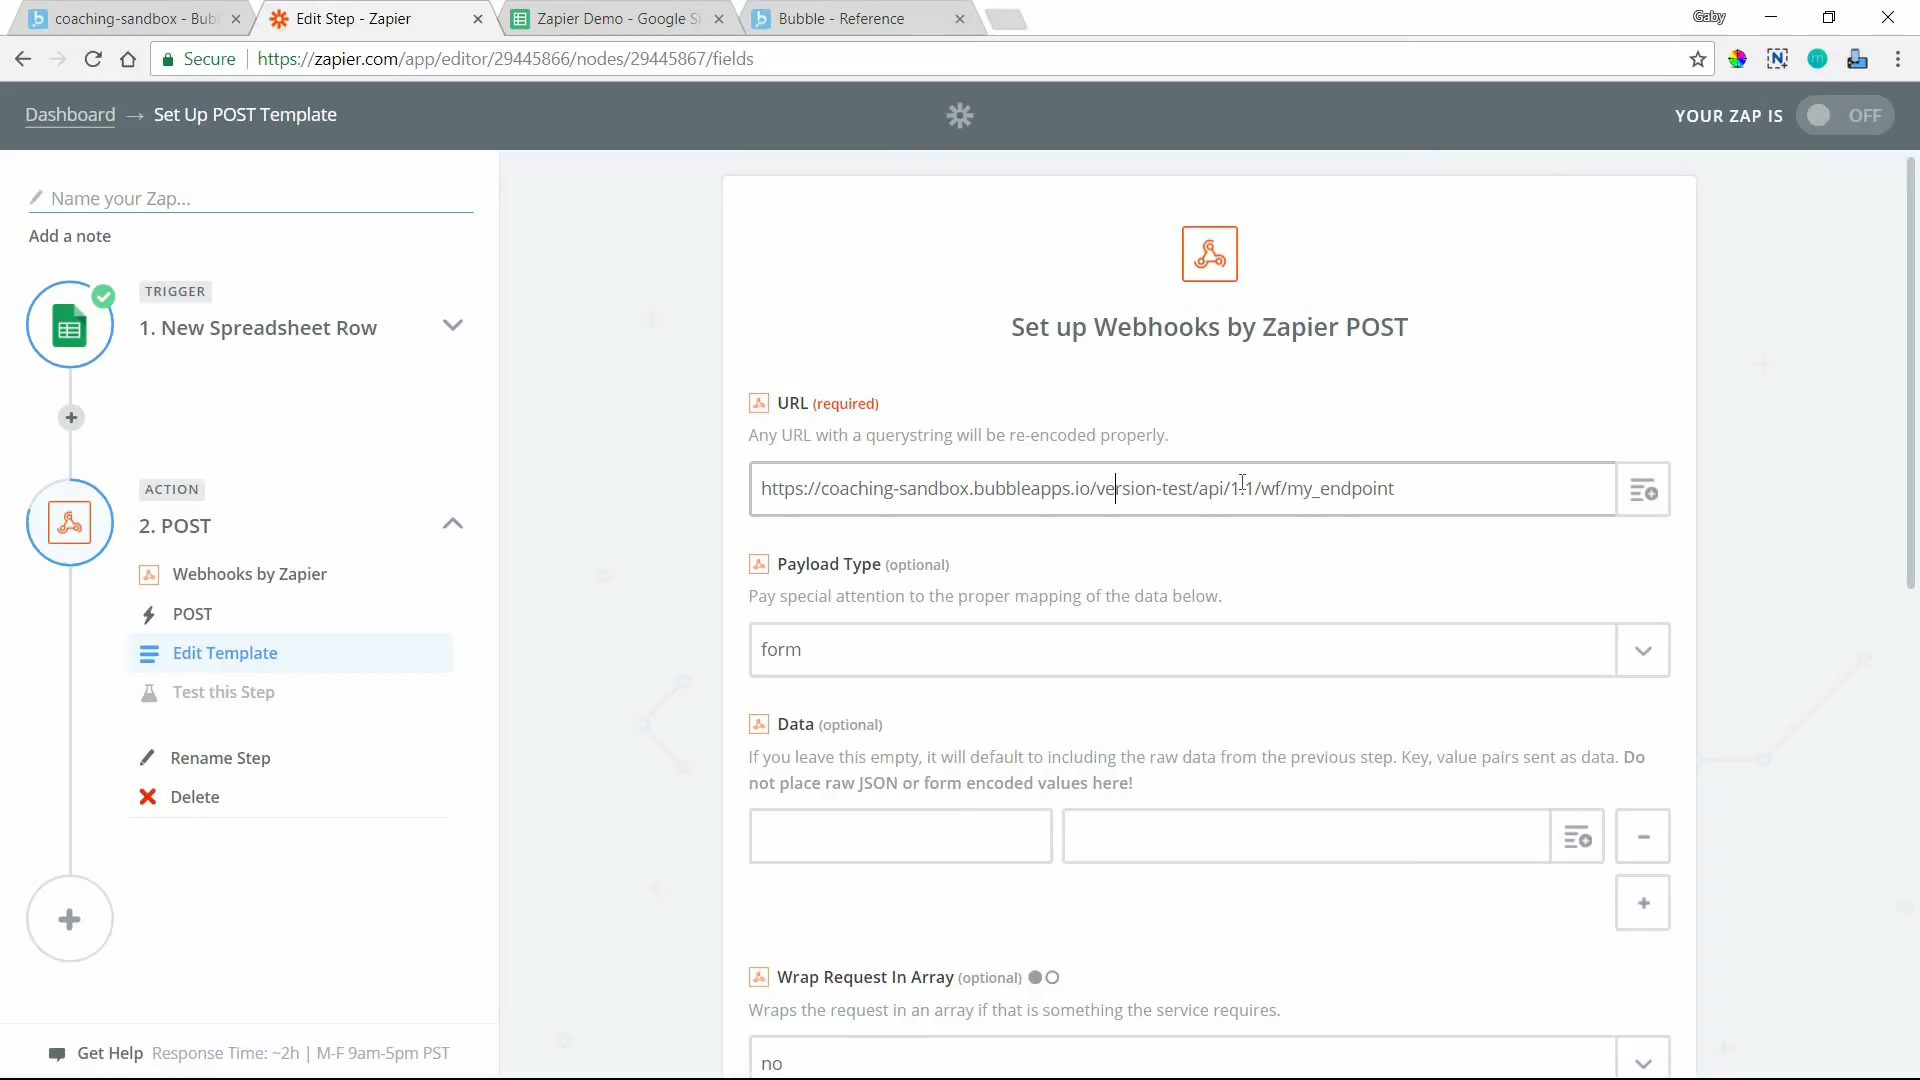 coaching-sandbox - Bub
Edit Step - Zapier
Zapier Demo - Google S
Bubble - Reference
Gaby
Secure
https://zapier.com/app/editor/29445866/nodes/29445867/fields
Dashboard → Set Up POST Template
YOUR ZAP IS
OFF
Name your Zap...
Add a note
TRIGGER
1. New Spreadsheet Row
ACTION
2. POST
Webhooks by Zapier
POST
Edit Template
Test this Step
Rename Step
Delete
Get Help Response Time: ~2h | M-F 9am-5pm PST
Set up Webhooks by Zapier POST
URL (required)
Any URL with a querystring will be re-encoded properly.
https://coaching-sandbox.bubbleapps.io/version-test/api/1.1/wf/my_endpoint
Payload Type (optional)
Pay special attention to the proper mapping of the data below.
form
Data (optional)
If you leave this empty, it will default to including the raw data from the previous step. Key, value pairs sent as data. Do
not place raw JSON or form encoded values here!
Wrap Request In Array (optional)
Wraps the request in an array if that is something the service requires.
no